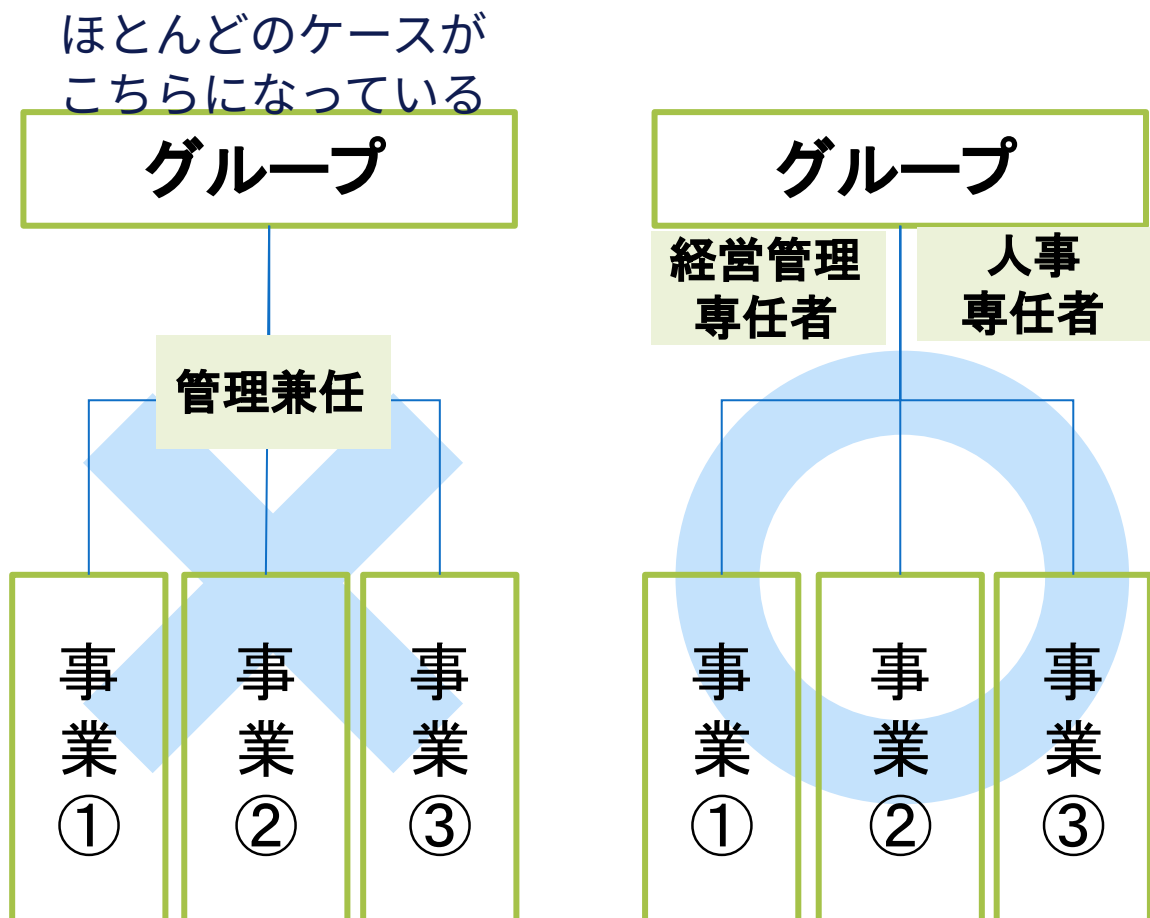 ほとんどのケースが
こちらになっている
グループ
管理兼任
事業①
事業②
事業③
グループ
経営管理
専任者
人事
専任者
事業①
事業②
事業③